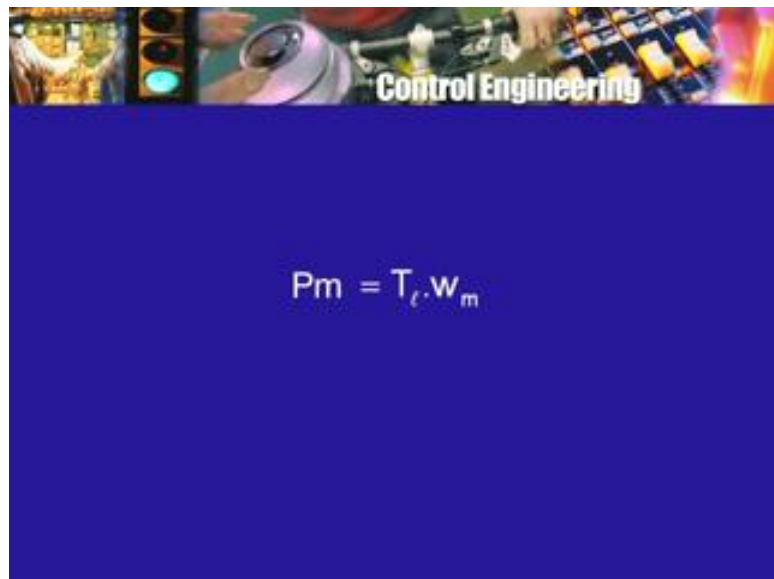 Control Engineering
Pm = Tℓ.wm